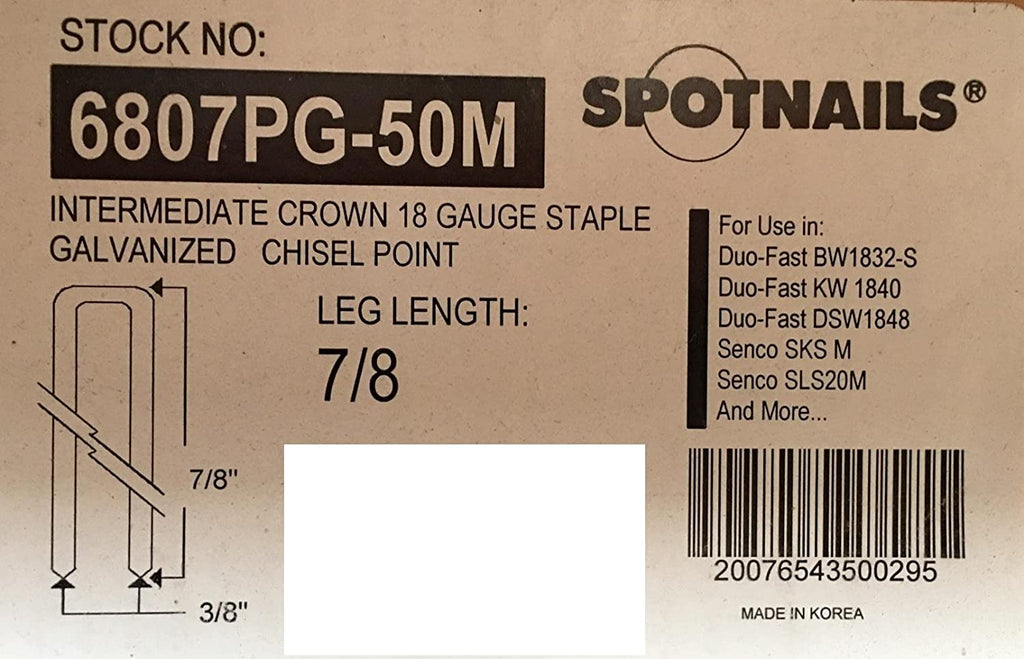 STOCK NO:
6807PG-50M
SPOTNAILS®
INTERMEDIATE CROWN 18 GAUGE STAPLE
GALVANIZED CHISEL POINT
LEG LENGTH:
7/8
7/8"
3/8"
For Use in:
Duo-Fast BW1832-S
Duo-Fast KW 1840
Duo-Fast DSW1848
Senco SKS M
Senco SLS20M
And More...
20076543500295
MADE IN KOREA